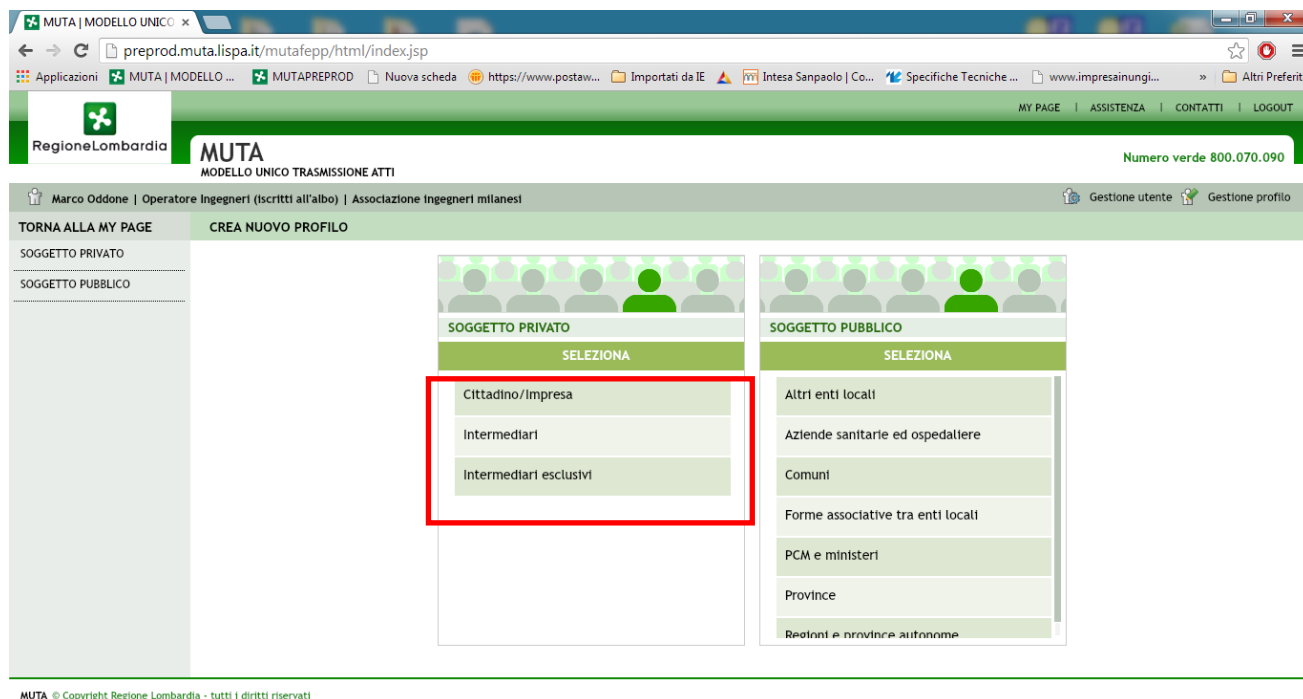 MUTA | MODELLO UNICO
preprod.muta.lispa.it/mutafepp/html/index.jsp
Applicazioni MUTA | MODELLO ... MUTAPREPROD Nuova scheda https://www.postaw... Importati da IE Intesa Sanpaolo | Co... Specifiche Tecniche ... www.impresainungi... » Altri Preferit
MY PAGE | ASSISTENZA | CONTATTI | LOGOUT
RegioneLombardia
MUTA
MODELLO UNICO TRASMISSIONE ATTI
Numero verde 800.070.090
Marco Oddone | Operatore Ingegneri (iscritti all'albo) | Associazione ingegneri milanesi
Gestione utente Gestione profilo
TORNA ALLA MY PAGE
CREA NUOVO PROFILO
SOGGETTO PRIVATO
SOGGETTO PUBBLICO
SOGGETTO PRIVATO
SELEZIONA
Cittadino/Impresa
Intermediari
Intermediari esclusivi
SOGGETTO PUBBLICO
SELEZIONA
Altri enti locali
Aziende sanitarie ed ospedaliere
Comuni
Forme associative tra enti locali
PCM e ministeri
Province
Regioni e province autonome
MUTA © Copyright Regione Lombardia - tutti i diritti riservati